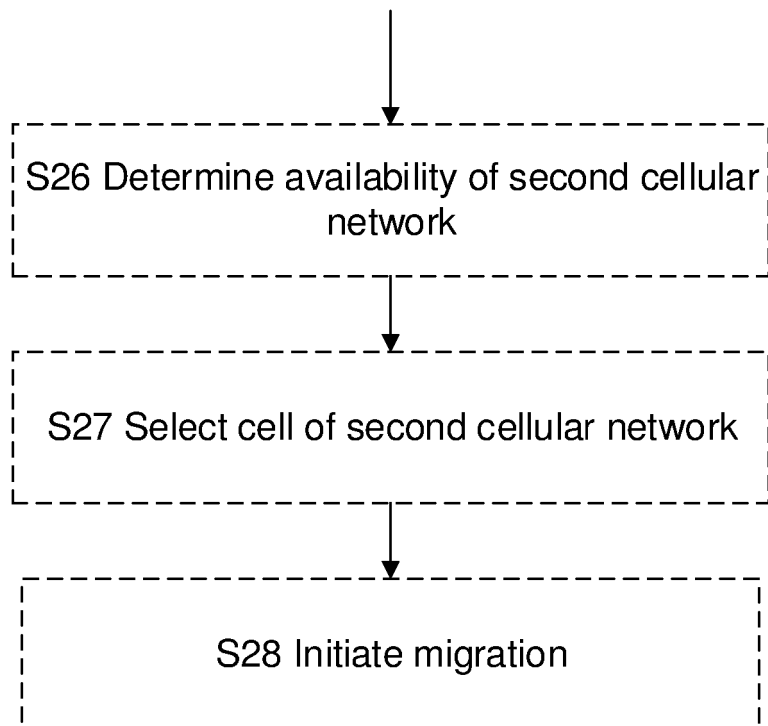 S26 Determine availability of second cellular
network
S27 Select cell of second cellular network
S28 Initiate migration